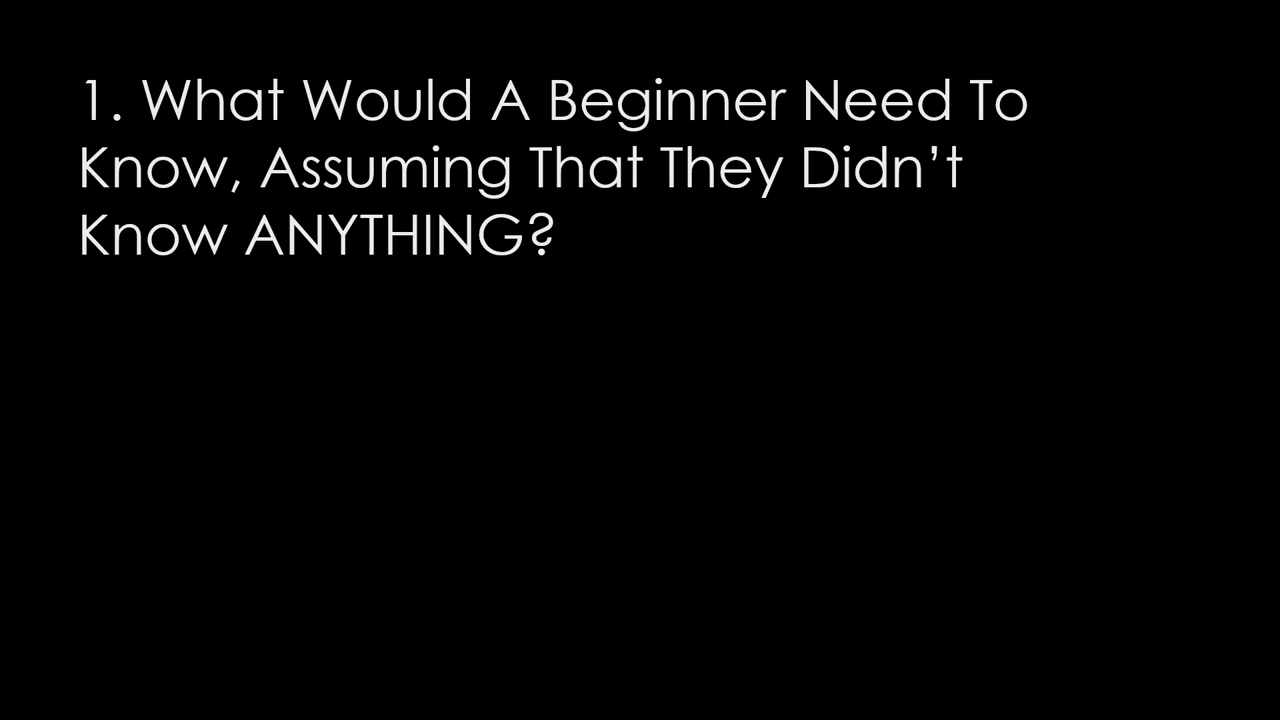 1. What Would A Beginner Need To
Know, Assuming That They Didn’t
Know ANYTHING?